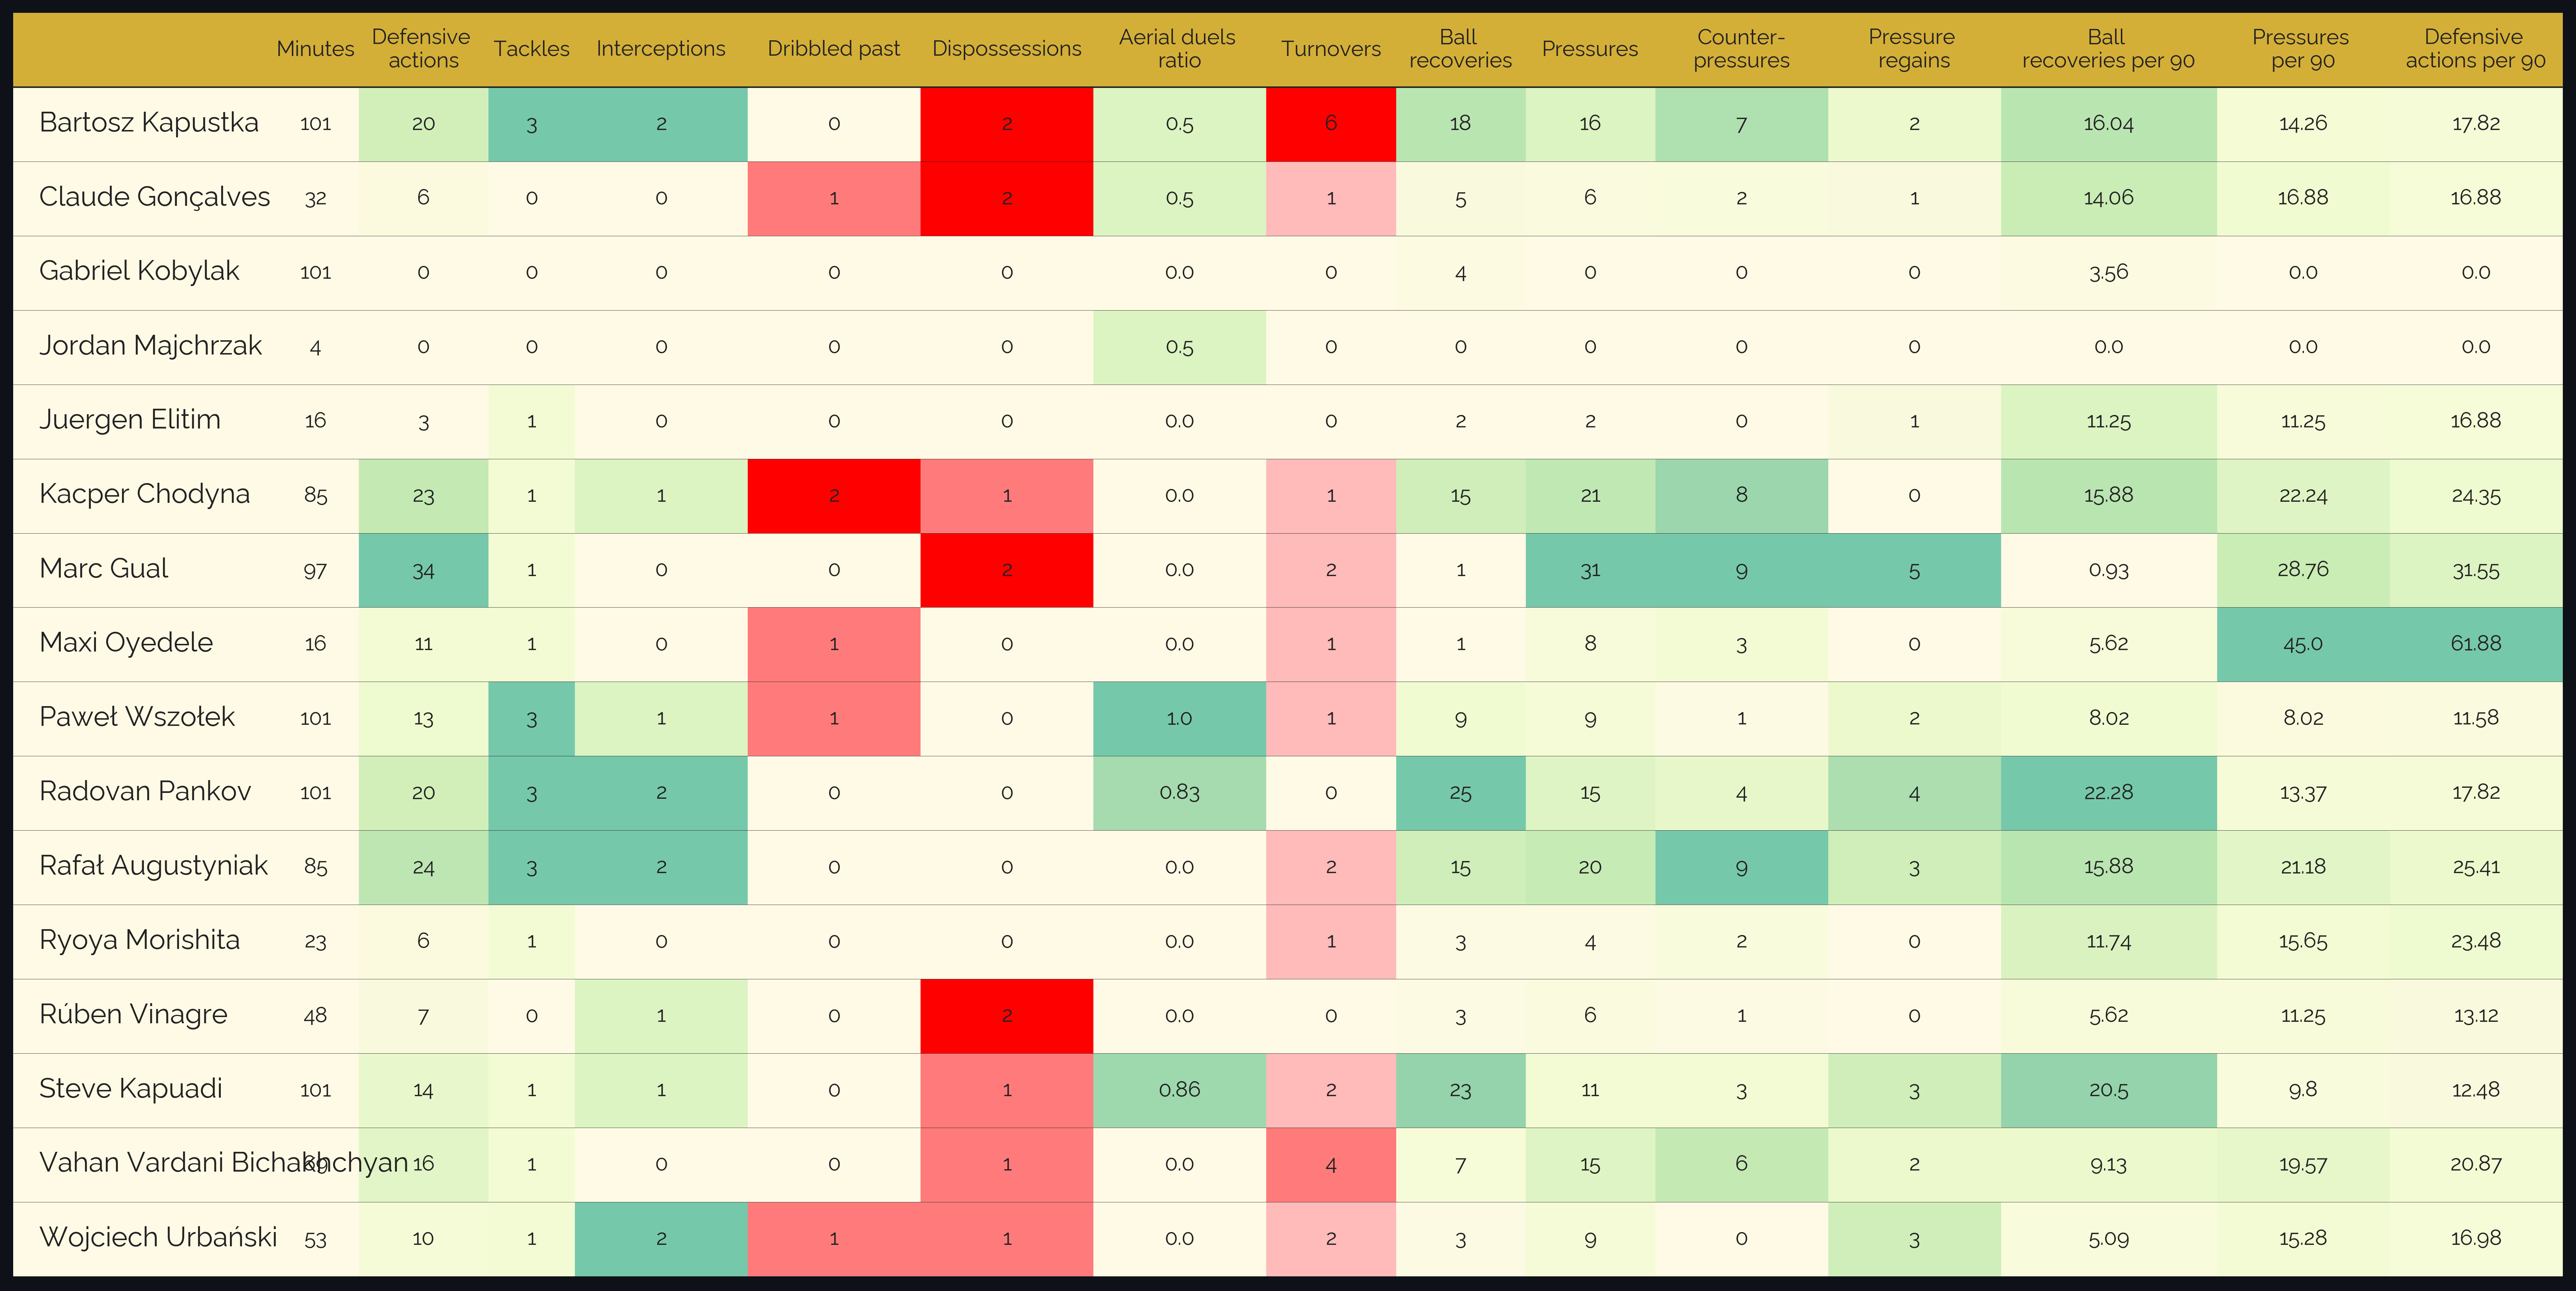 Minutes Defensive actions Tackles Interceptions Dribbled past Dispossessions Aerial duels ratio Turnovers Ball recoveries Pressures Counter-pressures Pressure regains Ball recoveries per 90 Pressures per 90 Defensive actions per 90
Bartosz Kapustka 101 20 3 2 0 2 0.5 6 18 16 7 2 16.04 14.26 17.82
Claude Gonçalves 32 6 0 0 1 2 0.5 1 5 6 2 1 14.06 16.88 16.88
Gabriel Kobylak 101 0 0 0 0 0 0.0 0 4 0 0 0 3.56 0.0 0.0
Jordan Majchrzak 4 0 0 0 0 0 0.5 0 0 0 0 0 0.0 0.0 0.0
Juergen Elitim 16 3 1 0 0 0 0.0 0 2 2 0 1 11.25 11.25 16.88
Kacper Chodyna 85 23 1 1 2 1 0.0 1 15 21 8 0 15.88 22.24 24.35
Marc Gual 97 34 1 0 0 2 0.0 2 1 31 9 5 0.93 28.76 31.55
Maxi Oyedele 16 11 1 0 1 0 0.0 1 1 8 3 0 5.62 45.0 61.88
Paweł Wszołek 101 13 3 1 1 0 1.0 1 9 9 1 2 8.02 8.02 11.58
Radovan Pankov 101 20 3 2 0 0 0.83 0 25 15 4 4 22.28 13.37 17.82
Rafał Augustyniak 85 24 3 2 0 0 0.0 2 15 20 9 3 15.88 21.18 25.41
Ryoya Morishita 23 6 1 0 0 0 0.0 1 3 4 2 0 11.74 15.65 23.48
Rúben Vinagre 48 7 0 1 0 2 0.0 0 3 6 1 0 5.62 11.25 13.12
Steve Kapuadi 101 14 1 1 0 1 0.86 2 23 11 3 3 20.5 9.8 12.48
Vahan Vardani Bichakhchyan 69 16 1 0 0 1 0.0 4 7 15 6 2 9.13 19.57 20.87
Wojciech Urbański 53 10 1 2 1 1 0.0 2 3 9 0 3 5.09 15.28 16.98